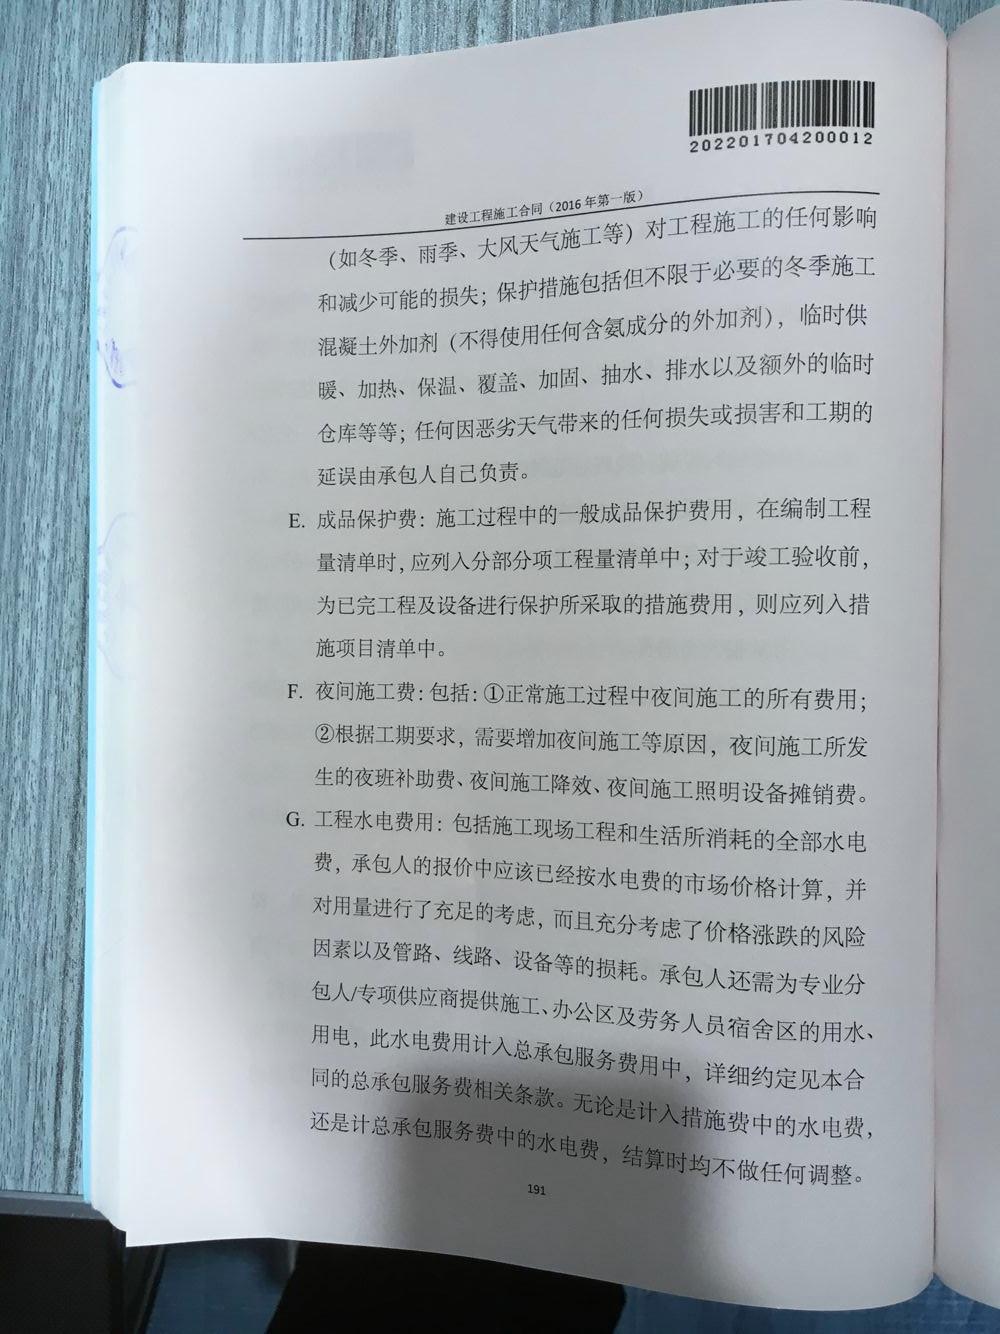 202201704200012
建设工程施工合同（2016 年第一版）
（如冬季、雨季、大风天气施工等）对工程施工的任何影响
和减少可能的损失；保护措施包括但不限于必要的冬季施工
混凝土外加剂（不得使用任何含氨成分的外加剂），临时供
暖、加热、保温、覆盖、加固、抽水、排水以及额外的临时
仓库等等；任何因恶劣天气带来的任何损失或损害和工期的
延误由承包人自己负责。
E. 成品保护费：施工过程中的一般成品保护费用，在编制工程
量清单时，应列入分部分项工程量清单中；对于竣工验收前，
为已完工程及设备进行保护所采取的措施费用，则应列入措
施项目清单中。
F. 夜间施工费：包括：①正常施工过程中夜间施工的所有费用；
②根据工期要求，需要增加夜间施工等原因，夜间施工所发
生的夜班补助费、夜间施工降效、夜间施工照明设备摊销费。
G. 工程水电费用：包括施工现场工程和生活所消耗的全部水电
费，承包人的报价中应该已经按水电费的市场价格计算，并
对用量进行了充足的考虑，而且充分考虑了价格涨跌的风险
因素以及管路、线路、设备等的损耗。承包人还需为专业分
包人/专项供应商提供施工、办公区及劳务人员宿舍区的用水、
用电，此水电费用计入总承包服务费用中，详细约定见本合
同的总承包服务费相关条款。无论是计入措施费中的水电费，
还是计总承包服务费中的水电费，结算时均不做任何调整。
191